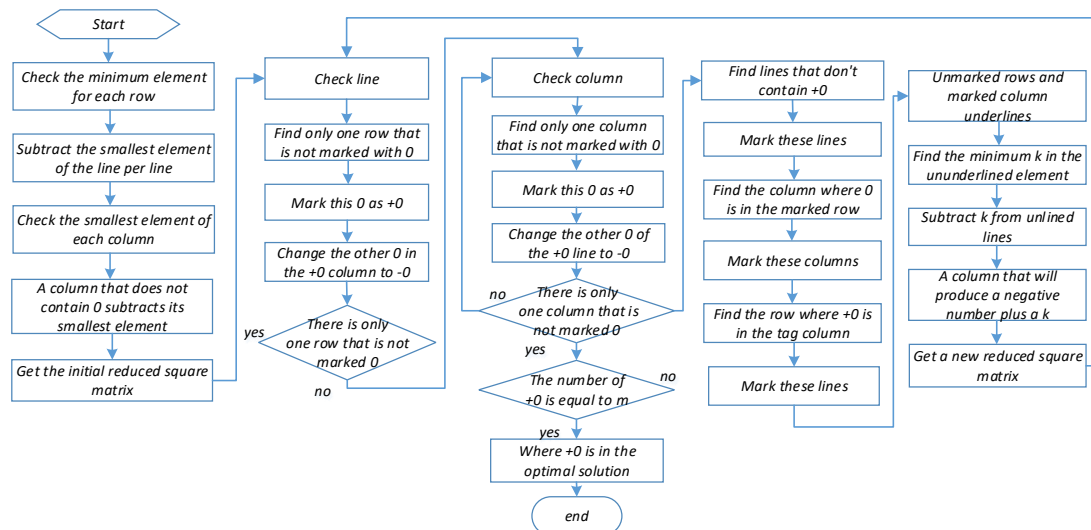 Start
Check the minimum element
for each row
Subtract the smallest element
of the line per line
Check the smallest element of
each column
A column that does not
contain 0 subtracts its
smallest element
Get the initial reduced square
matrix
Check line
Find only one row that
is not marked with 0
Mark this 0 as +0
Change the other 0 in
the +0 column to -0
yes
There is only
one row that is not
marked 0
no
Check column
Find only one column
that is not marked with 0
Mark this 0 as +0
Change the other 0 of
the +0 line to -0
no
There is only
one column that is
not marked 0
yes
The number of
+0 is equal to m
no
yes
Where +0 is in the
optimal solution
end
Find lines that don't
contain +0
Mark these lines
Find the column where 0
is in the marked row
Mark these columns
Find the row where +0 is
in the tag column
Mark these lines
Unmarked rows and
marked column
underlines
Find the minimum k in the
ununderlined element
Subtract k from unlined
lines
A column that will
produce a negative
number plus a k
Get a new reduced square
matrix